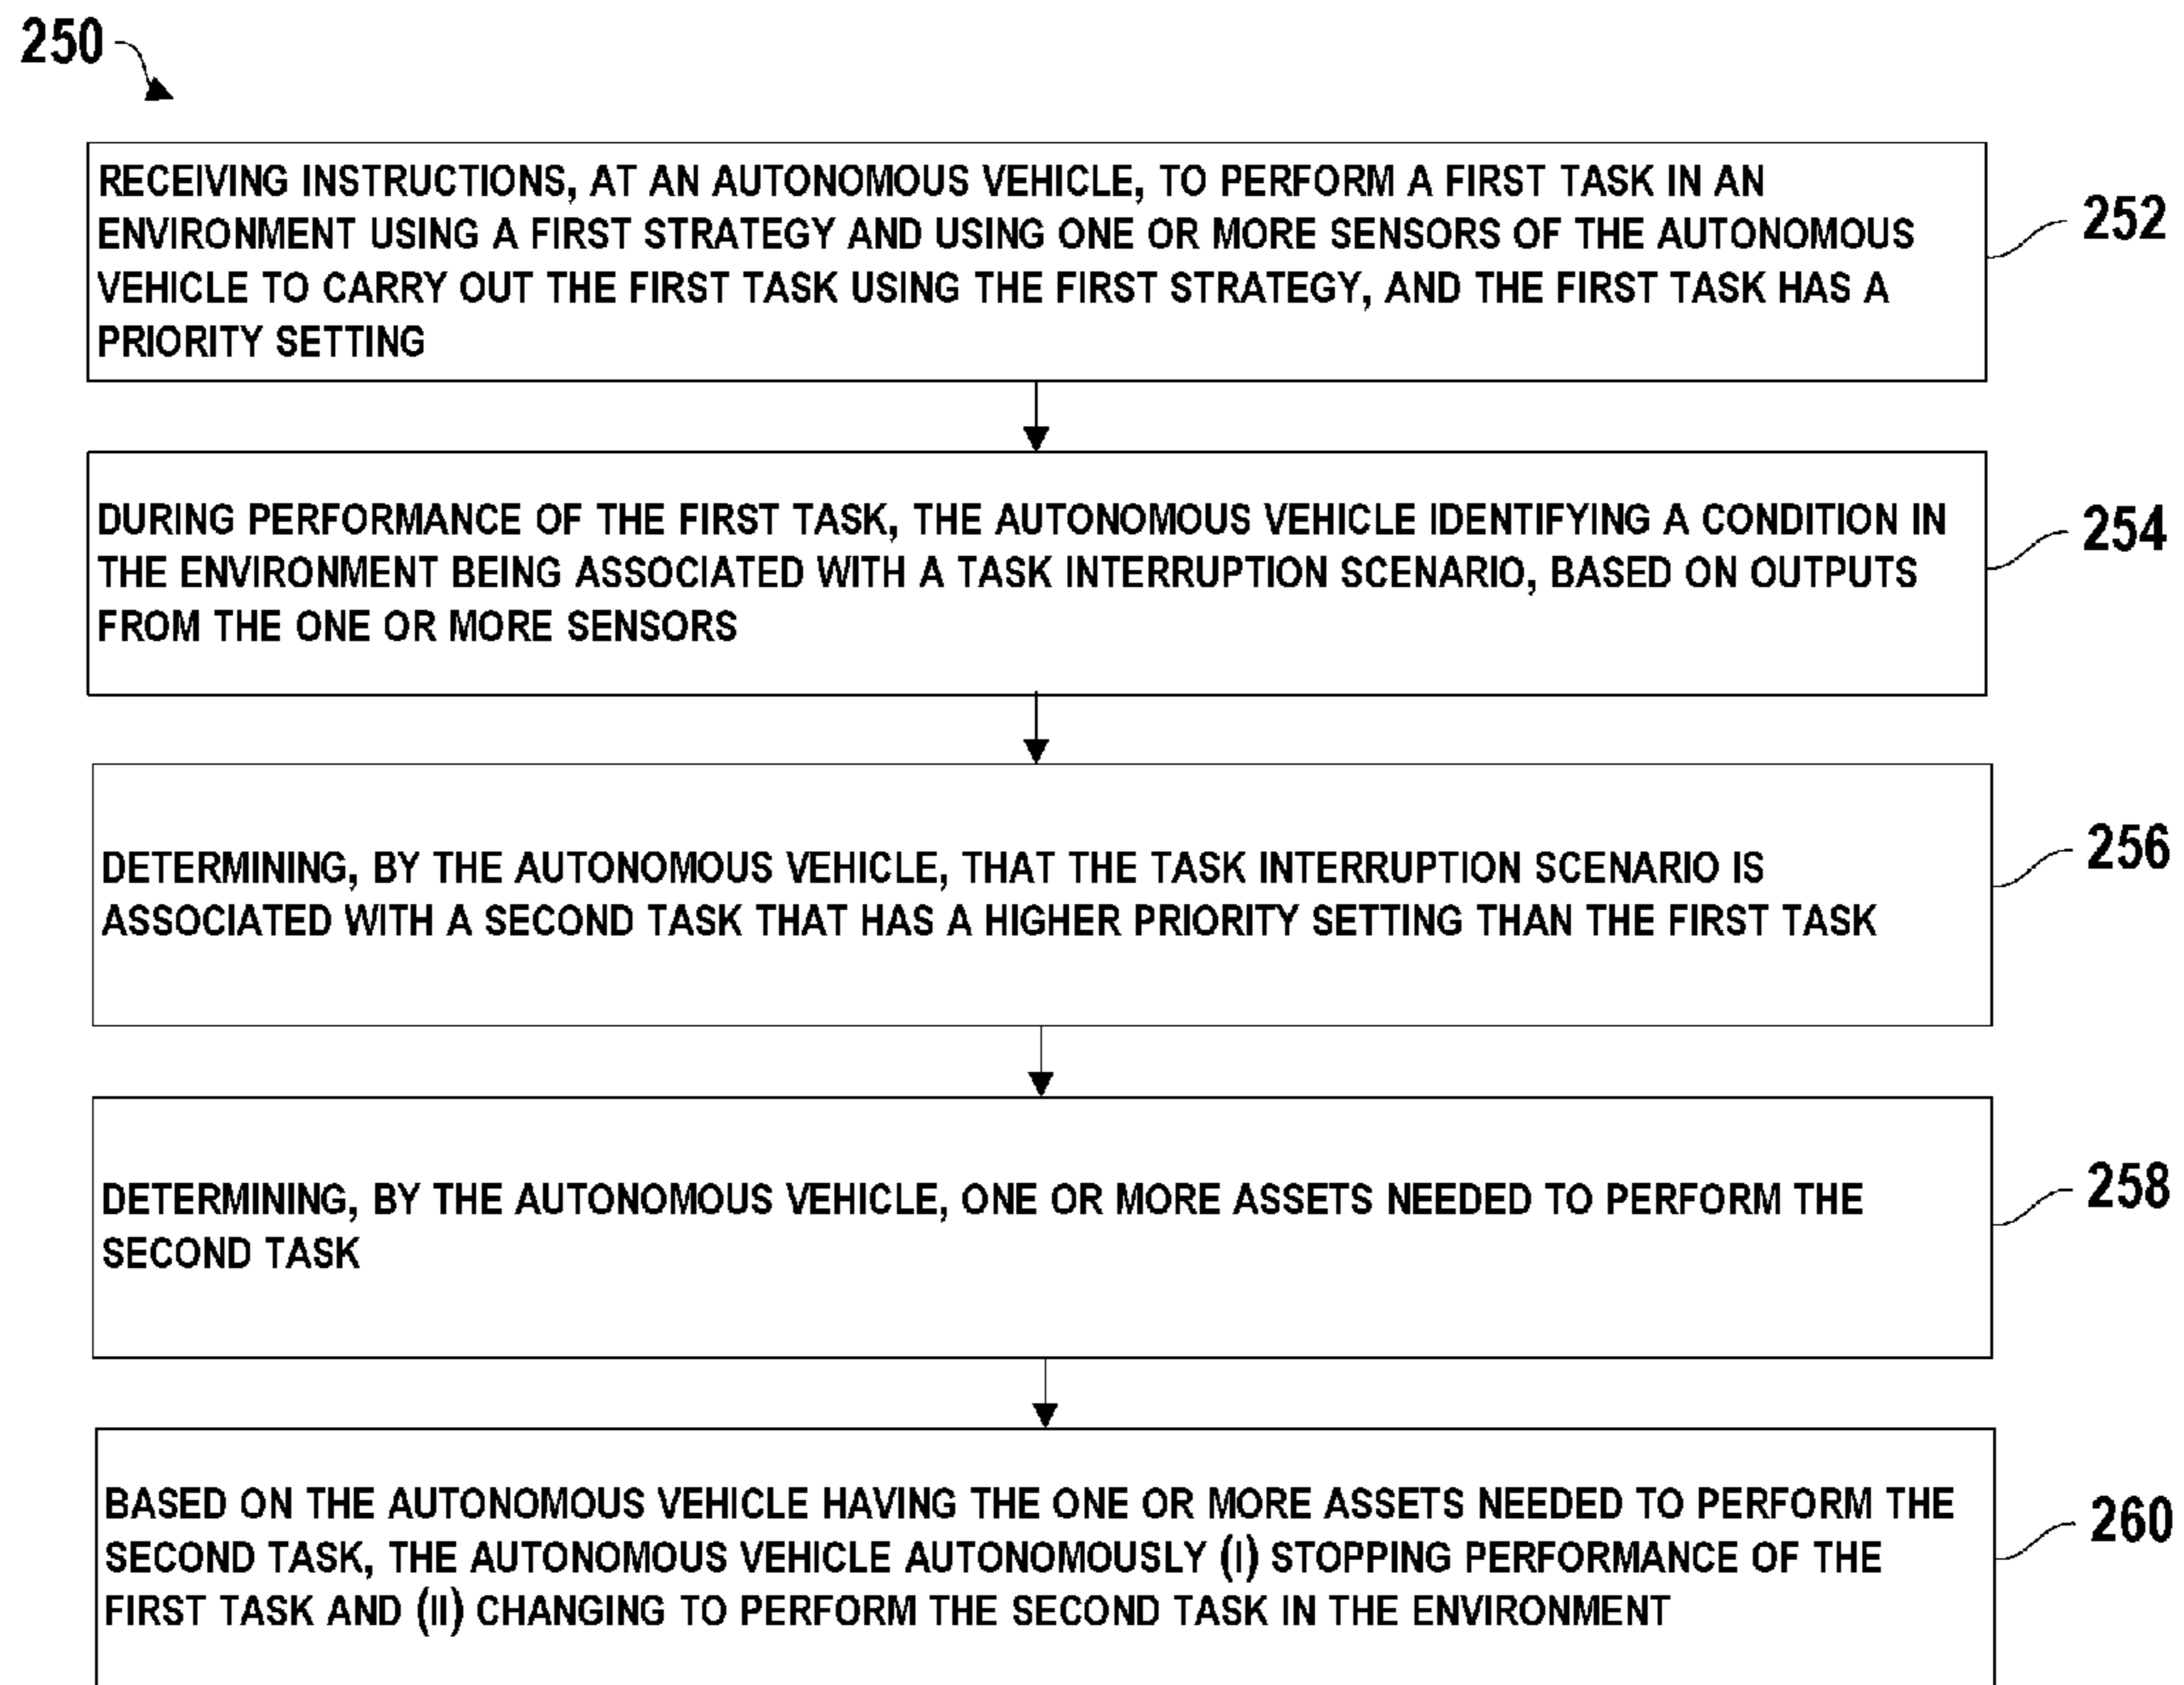 250
RECEIVING INSTRUCTIONS, AT AN AUTONOMOUS VEHICLE, TO PERFORM A FIRST TASK IN AN
ENVIRONMENT USING A FIRST STRATEGY AND USING ONE OR MORE SENSORS OF THE AUTONOMOUS
VEHICLE TO CARRY OUT THE FIRST TASK USING THE FIRST STRATEGY, AND THE FIRST TASK HAS A
PRIORITY SETTING
252
DURING PERFORMANCE OF THE FIRST TASK, THE AUTONOMOUS VEHICLE IDENTIFYING A CONDITION IN
THE ENVIRONMENT BEING ASSOCIATED WITH A TASK INTERRUPTION SCENARIO, BASED ON OUTPUTS
FROM THE ONE OR MORE SENSORS
254
DETERMINING, BY THE AUTONOMOUS VEHICLE, THAT THE TASK INTERRUPTION SCENARIO IS
ASSOCIATED WITH A SECOND TASK THAT HAS A HIGHER PRIORITY SETTING THAN THE FIRST TASK
256
DETERMINING, BY THE AUTONOMOUS VEHICLE, ONE OR MORE ASSETS NEEDED TO PERFORM THE
SECOND TASK
258
BASED ON THE AUTONOMOUS VEHICLE HAVING THE ONE OR MORE ASSETS NEEDED TO PERFORM THE
SECOND TASK, THE AUTONOMOUS VEHICLE AUTONOMOUSLY (I) STOPPING PERFORMANCE OF THE
FIRST TASK AND (II) CHANGING TO PERFORM THE SECOND TASK IN THE ENVIRONMENT
260